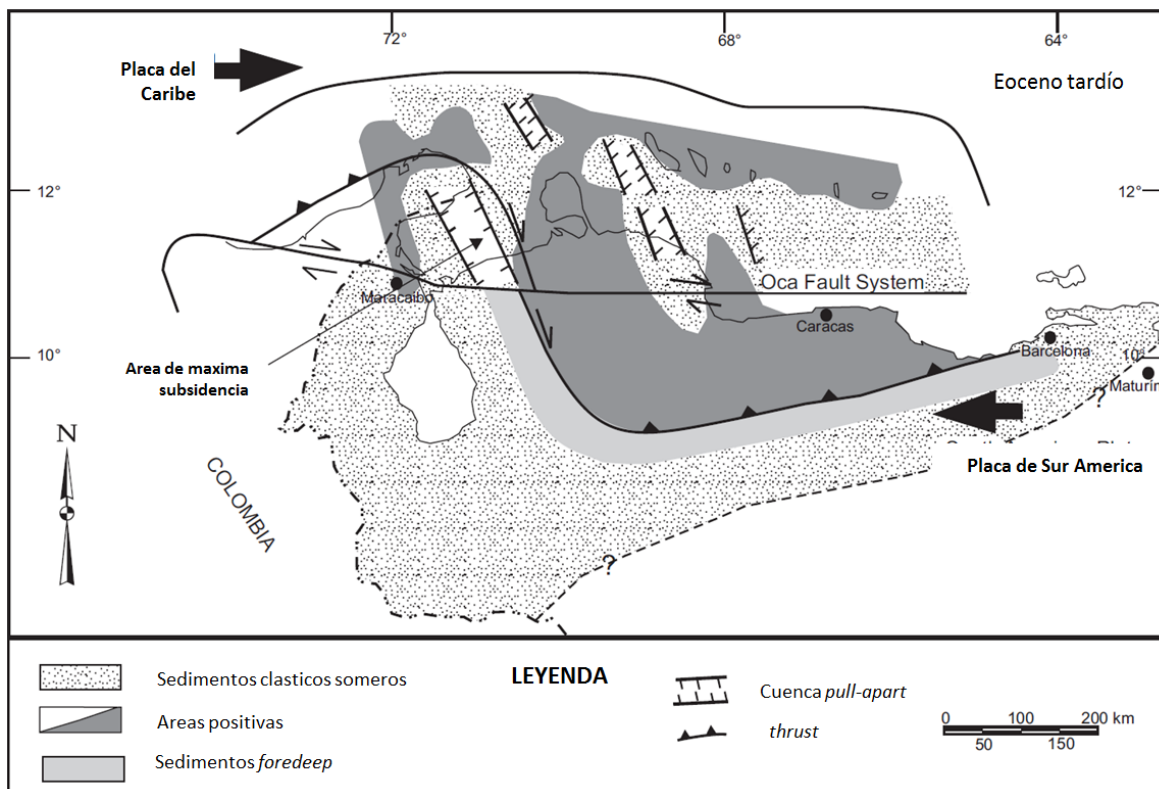 72°
68°
64°
Placa del
Caribe
Eoceno tardío
12°
12°
Oca Fault System
Maracaibo
Caracas
Barcelona
10°
10°
Maturin
Area de maxima
subsidencia
?
N
Placa de Sur America
COLOMBIA
?
LEYENDA
Sedimentos clasticos someros
Areas positivas
Sedimentos foredeep
Cuenca pull-apart
thrust
0 100 200 km
50 150